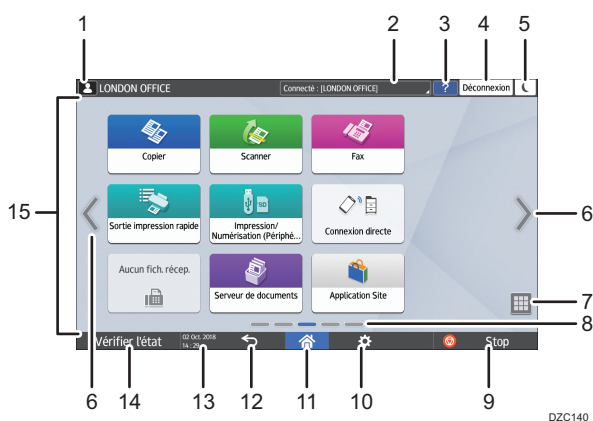 1 2 3 4 5
LONDON OFFICE Connecté : [LONDON OFFICE] ? Déconnexion
Copier Scanner Fax
15
6
SD
Sortie impression rapide Impression/ Connexion directe
Numérisation (Périphé...
Aucun fich. récep.
7
Serveur de documents Application Site
8
Vérifier l'état 02 Oct. 2018 Stop
14 : 29
6 14 13 12 11 10 9
DZC140